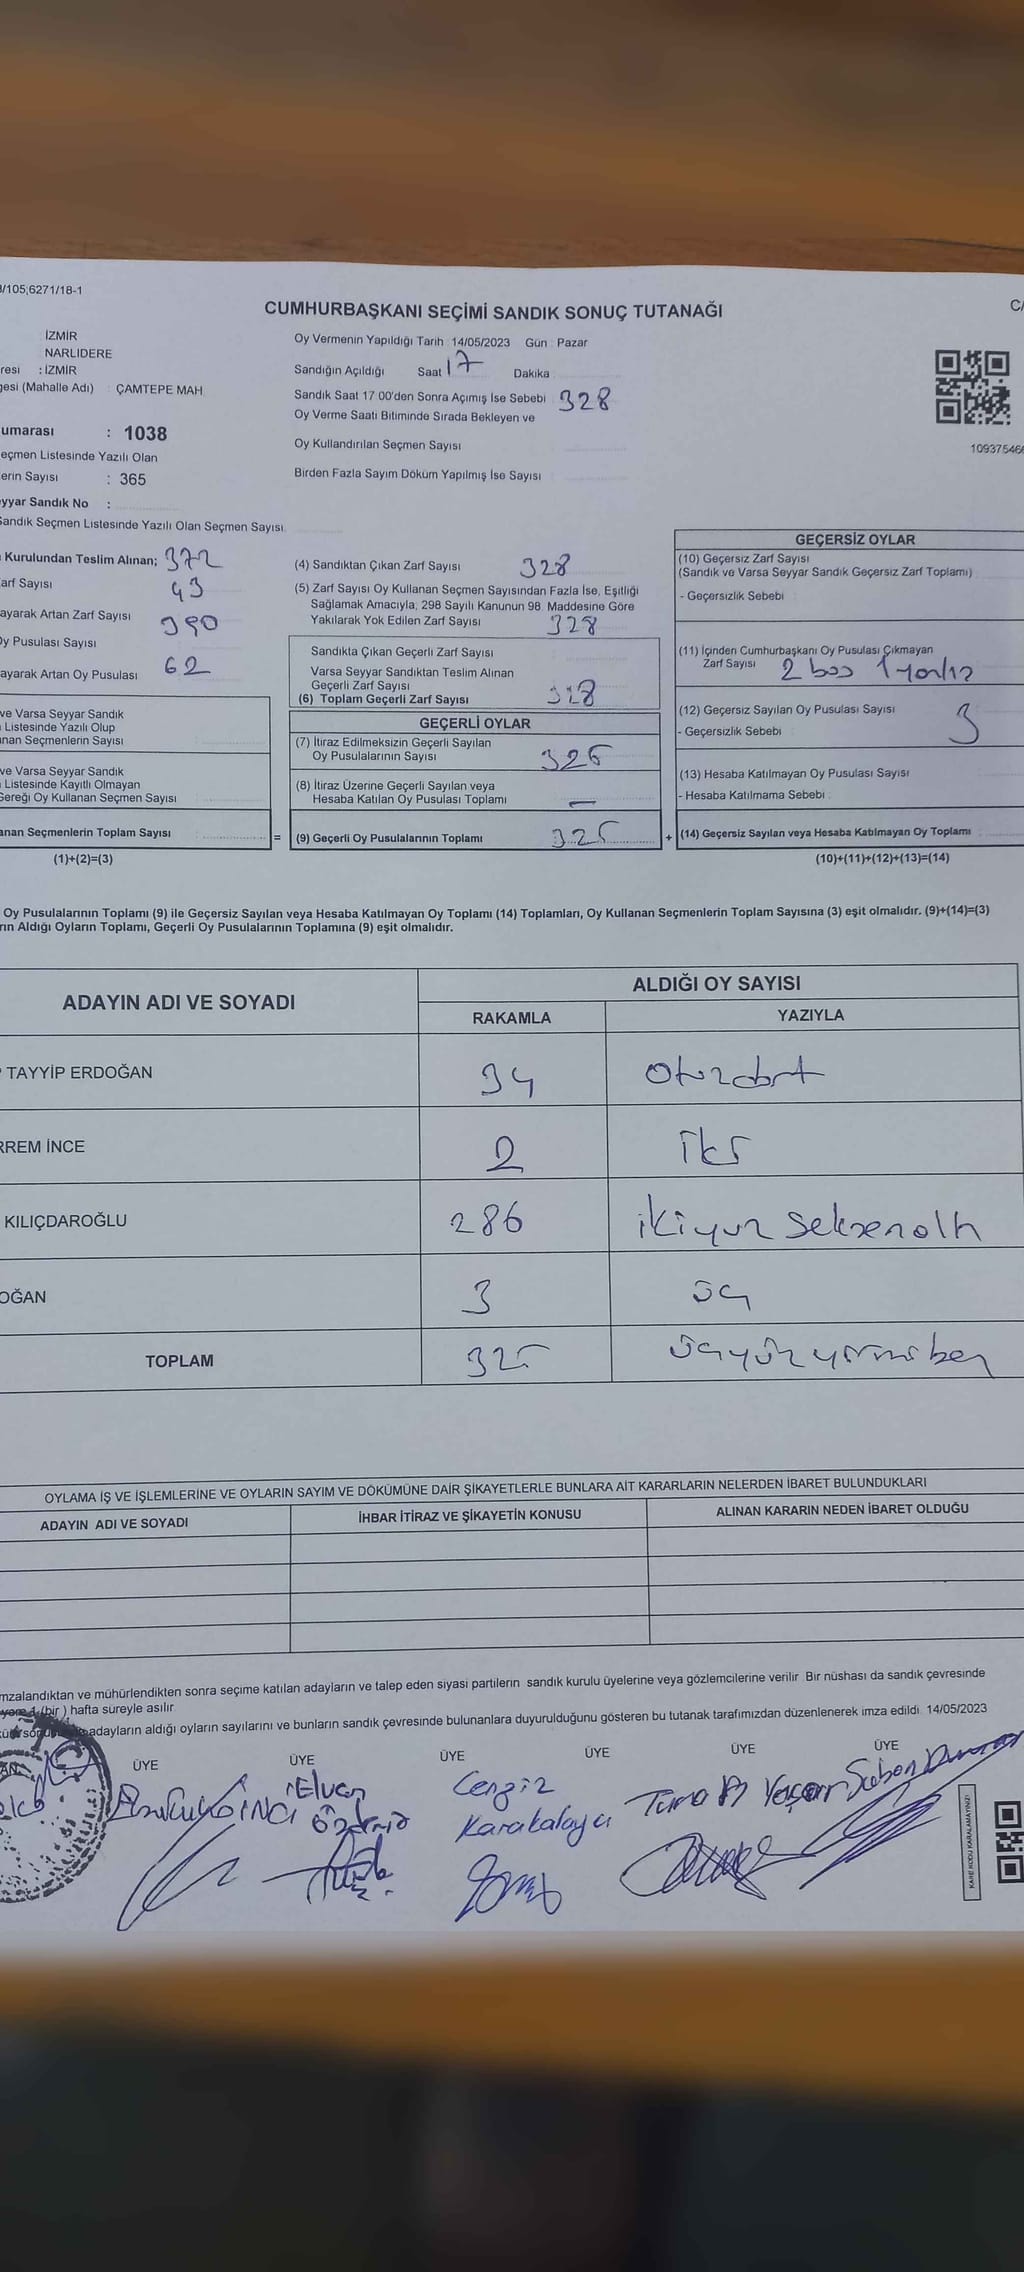 /105;6271/18-1
CUMHURBAŞKANI SEÇİMİ SANDIK SONUÇ TUTANAĞI
C/
İZMİR
NARLIDERE
resi : İZMİR
gesi (Mahalle Adı) : ÇAMTEPE MAH
umarası : 1038
eçmen Listesinde Yazılı Olan
erin Sayısı : 365
eyyar Sandık No :
Sandık Seçmen Listesinde Yazılı Olan Seçmen Sayısı
Oy Vermenin Yapıldığı Tarih 14/05/2023 Gün Pazar
Sandığın Açıldığı Saat 17 Dakika
Sandık Saat 17 00'den Sonra Açımış İse Sebebi 328
Oy Verme Saati Bitiminde Sırada Bekleyen ve
Oy Kullandırılan Seçmen Sayısı
Birden Fazla Sayım Döküm Yapılmış İse Sayısı
10937546
Kurulundan Teslim Alınan; 372
arf Sayısı 43
ayarak Artan Zarf Sayısı 390
Oy Pusulası Sayısı
ayarak Artan Oy Pusulası 62
ve Varsa Seyyar Sandık
Listesinde Yazılı Olup
nan Seçmenlerin Sayısı
ve Varsa Seyyar Sandık
Listesinde Kayıtlı Olmayan
Gereği Oy Kullanan Seçmen Sayısı
anan Seçmenlerin Toplam Sayısı =
(1)+(2)=(3)
(4) Sandıktan Çıkan Zarf Sayısı 328
(5) Zarf Sayısı Oy Kullanan Seçmen Sayısından Fazla İse, Eşitliği
Sağlamak Amacıyla, 298 Sayılı Kanunun 98. Maddesine Göre
Yakılarak Yok Edilen Zarf Sayısı 328
Sandıkta Çıkan Geçerli Zarf Sayısı
Varsa Seyyar Sandıktan Teslim Alınan
Geçerli Zarf Sayısı
(6) Toplam Geçerli Zarf Sayısı 328
GEÇERLİ OYLAR
(7) İtiraz Edilmeksizin Geçerli Sayılan
Oy Pusulalarının Sayısı 325
(8) İtiraz Üzerine Geçerli Sayılan veya
Hesaba Katılan Oy Pusulası Toplamı —
(9) Geçerli Oy Pusulalarının Toplamı 325 +
GEÇERSİZ OYLAR
(10) Geçersiz Zarf Sayısı
(Sandık ve Varsa Seyyar Sandık Geçersiz Zarf Toplamı)
- Geçersizlik Sebebi
(11) İçinden Cumhurbaşkanı Oy Pusulası Çıkmayan
Zarf Sayısı 2 boş 1 yanlış
(12) Geçersiz Sayılan Oy Pusulası Sayısı 3
- Geçersizlik Sebebi
(13) Hesaba Katılmayan Oy Pusulası Sayısı
- Hesaba Katılmama Sebebi
(14) Geçersiz Sayılan veya Hesaba Katılmayan Oy Toplamı
(10)+(11)+(12)+(13)=(14)
Oy Pusulalarının Toplamı (9) ile Geçersiz Sayılan veya Hesaba Katılmayan Oy Toplamı (14) Toplamları, Oy Kullanan Seçmenlerin Toplam Sayısına (3) eşit olmalıdır. (9)+(14)=(3)
rın Aldığı Oyların Toplamı, Geçerli Oy Pusulalarının Toplamına (9) eşit olmalıdır.
ADAYIN ADI VE SOYADI
ALDIĞI OY SAYISI
RAKAMLA YAZIYLA
TAYYİP ERDOĞAN 34 Otuzdört
RREM İNCE 2 iki
KILIÇDAROĞLU 286 ikiyüz seksenaltı
OĞAN 3 üç
TOPLAM 325 üçyüzyirmibeş
OYLAMA İŞ VE İŞLEMLERİNE VE OYLARIN SAYIM VE DÖKÜMÜNE DAİR ŞİKAYETLERLE BUNLARA AİT KARARLARIN NELERDEN İBARET BULUNDUKLARI
ADAYIN ADI VE SOYADI İHBAR İTİRAZ VE ŞİKAYETİN KONUSU ALINAN KARARIN NEDEN İBARET OLDUĞU
mzalandıktan ve mühürlendikten sonra seçime katılan adayların ve talep eden siyasi partilerin sandık kurulu üyelerine veya gözlemcilerine verilir Bir nüshası da sandık çevresinde
yere 1 (bir ) hafta süreyle asılır
adayların aldığı oyların sayılarını ve bunların sandık çevresinde bulunanlara duyurulduğunu gösteren bu tutanak tarafımızdan düzenlenerek imza edildi. 14/05/2023
ÜYE ÜYE ÜYE ÜYE ÜYE ÜYE
Elvan
Özdemir
Cengiz
Karakalaycı
KARE KODU KARALAMAYINIZ!